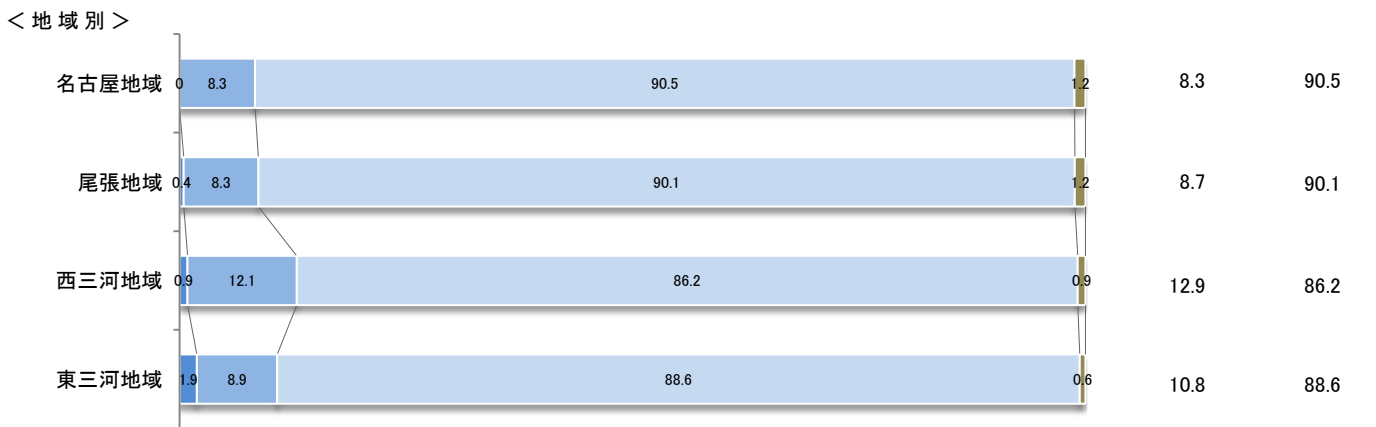 ＜地域別＞
名古屋地域 0 8.3 90.5 1.2 8.3 90.5
尾張地域 0.4 8.3 90.1 1.2 8.7 90.1
西三河地域 0.9 12.1 86.2 0.9 12.9 86.2
東三河地域 1.9 8.9 88.6 0.6 10.8 88.6